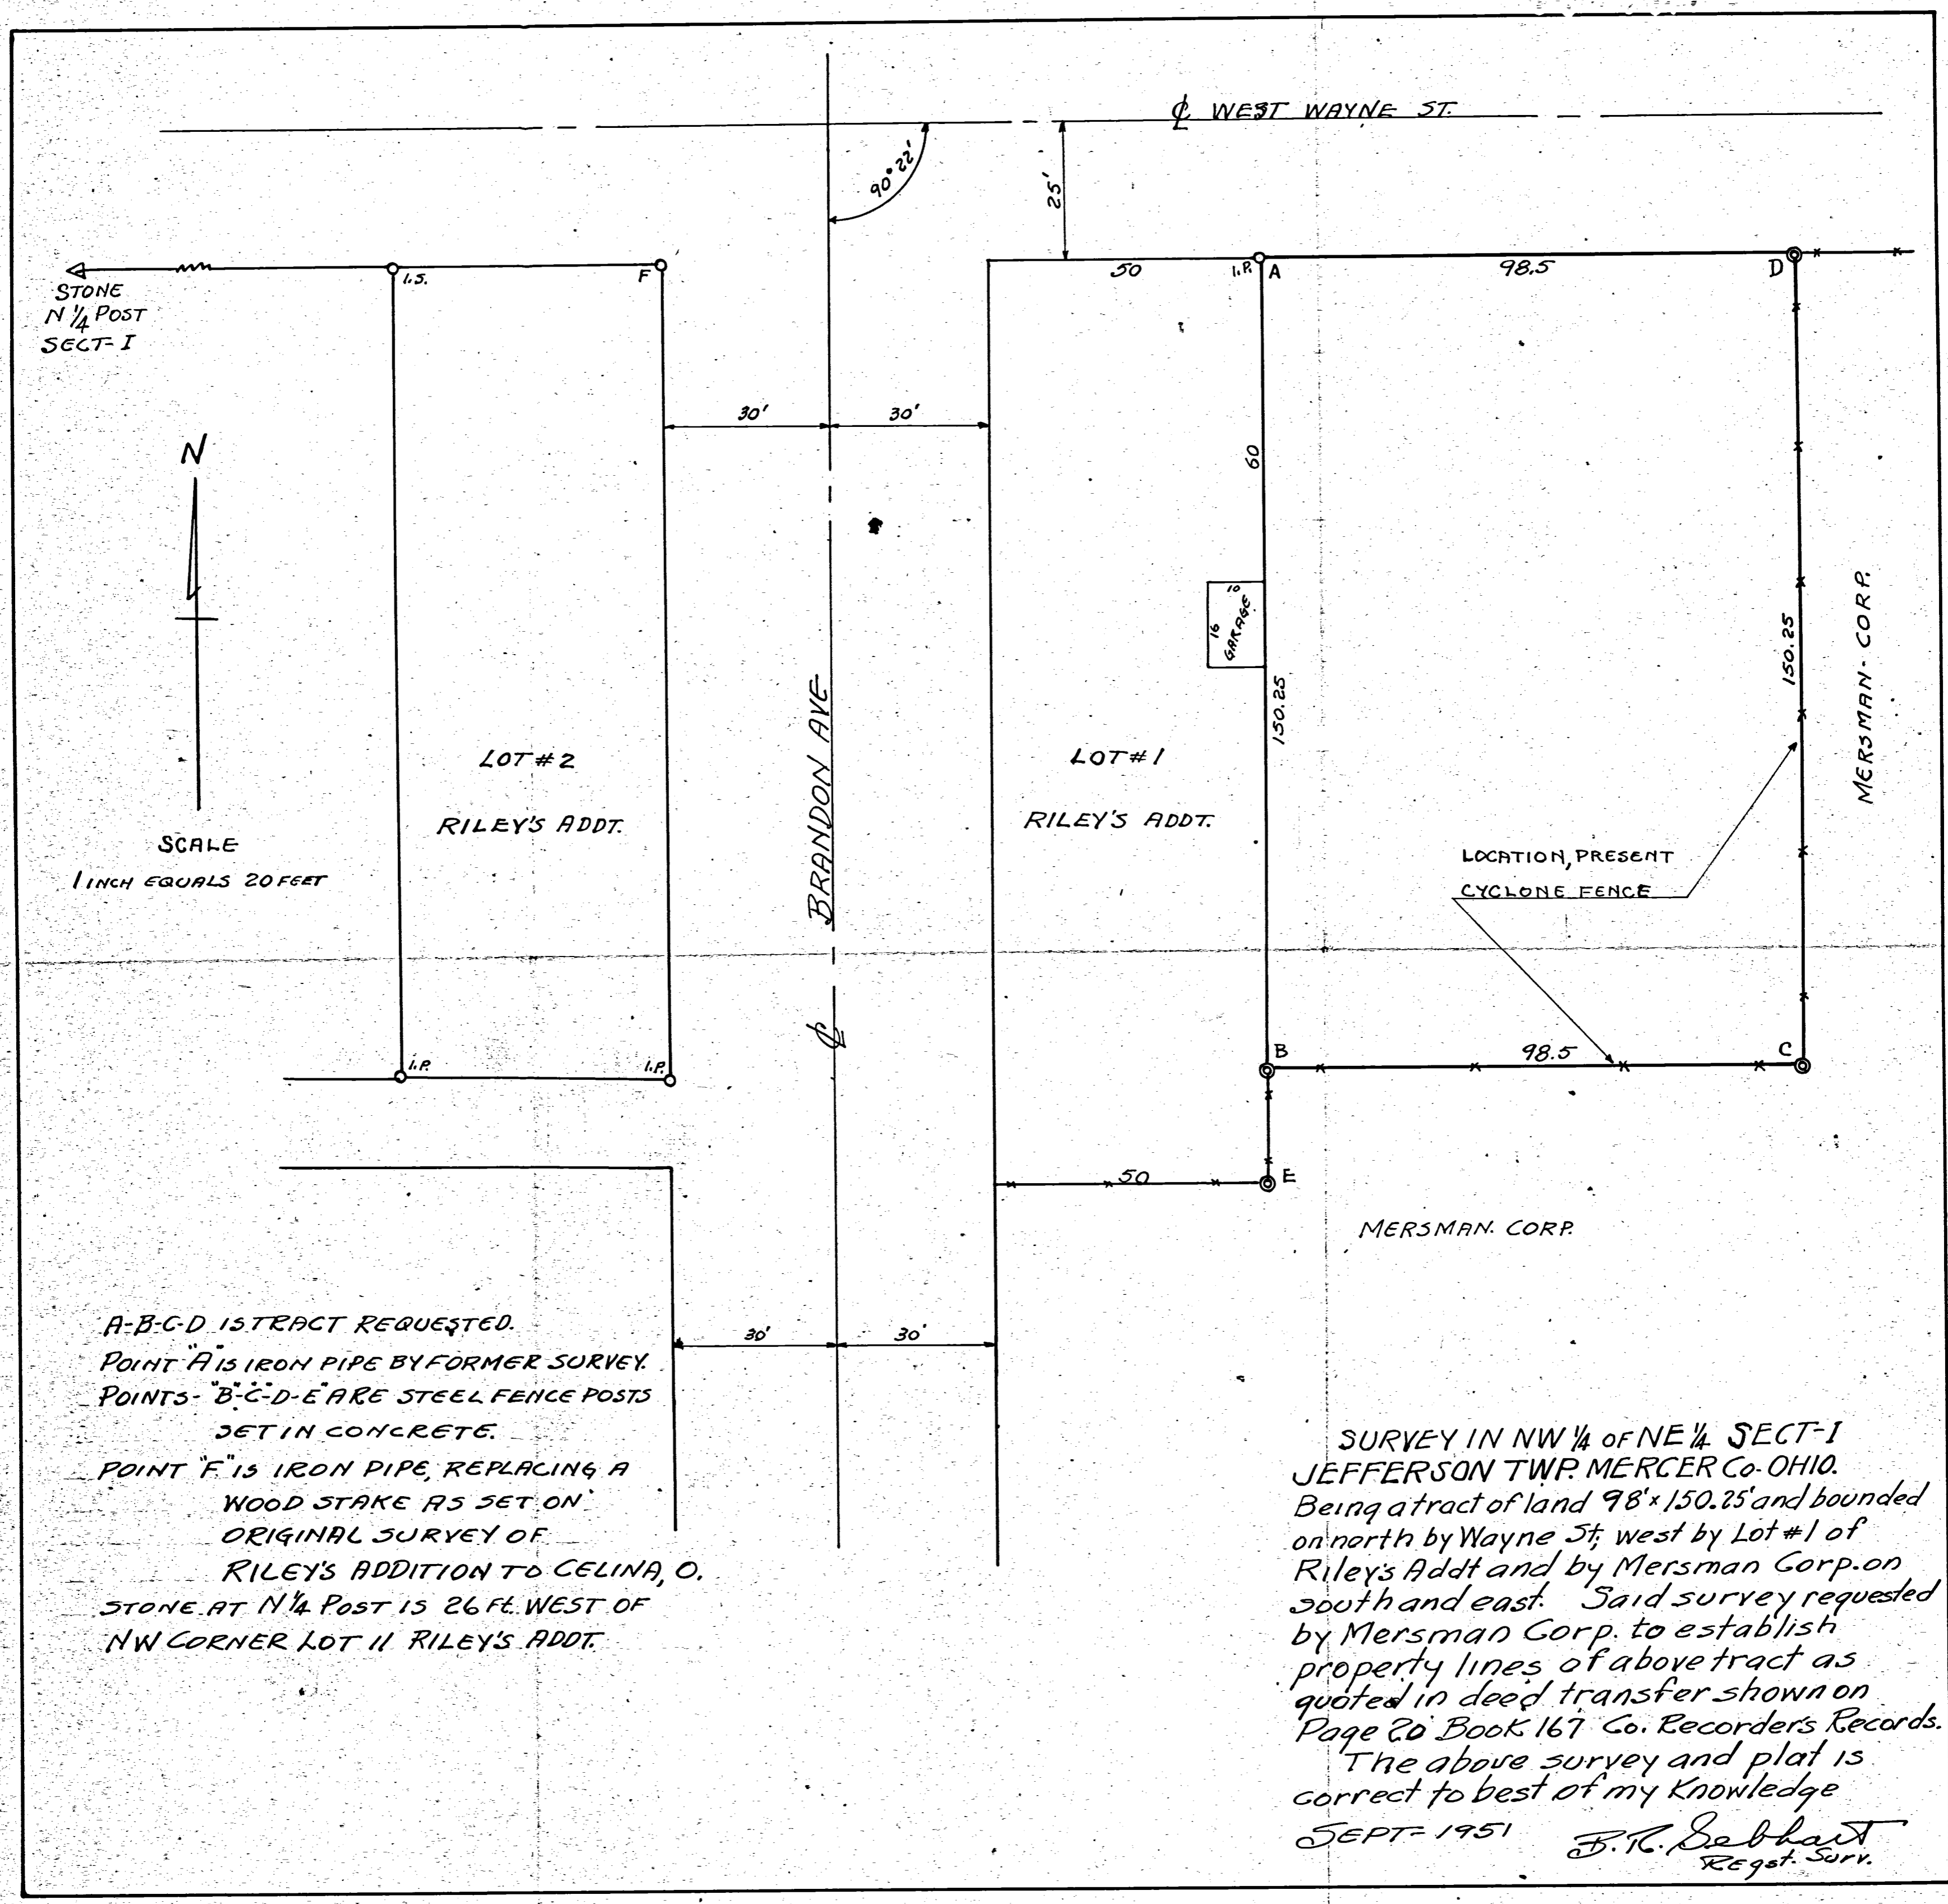 ℄ WEST WAYNE ST.
90°22'
25'
STONE
N 1/4 POST
SECT-I
I.S.
F
50
I.P.
A
98.5
D
30'
30'
N
60
10
16
GARAGE
150.25
150.25
MERSMAN-CORP.
BRANDON AVE
℄
LOT #2
RILEY'S ADDT.
LOT #1
RILEY'S ADDT.
SCALE
1 INCH EQUALS 20 FEET
LOCATION, PRESENT
CYCLONE FENCE
I.P.
I.P.
B
98.5
C
50
E
MERSMAN. CORP.
30'
30'
A-B-C-D IS TRACT REQUESTED.
POINT "A" IS IRON PIPE BY FORMER SURVEY.
POINTS- "B"-"C"-D-E" ARE STEEL FENCE POSTS
SET IN CONCRETE.
POINT "F" IS IRON PIPE, REPLACING A
WOOD STAKE AS SET ON
ORIGINAL SURVEY OF
RILEY'S ADDITION TO CELINA, O.
STONE AT N 1/4 POST IS 26 Ft. WEST OF
NW CORNER LOT 11 RILEY'S ADDT.
SURVEY IN NW 1/4 OF NE 1/4 SECT-I
JEFFERSON TWP. MERCER Co-OHIO.
Being a tract of land 98' x 150.25' and bounded
on north by Wayne St, west by Lot #1 of
Riley's Addt and by Mersman Corp. on
south and east. Said survey requested
by Mersman Corp. to establish
property lines of above tract as
quoted in deed transfer shown on
Page 20 Book 167 Co. Recorder's Records.
The above survey and plat is
correct to best of my Knowledge
SEPT- 1951 B.R. Gebhart
REgst. Surv.